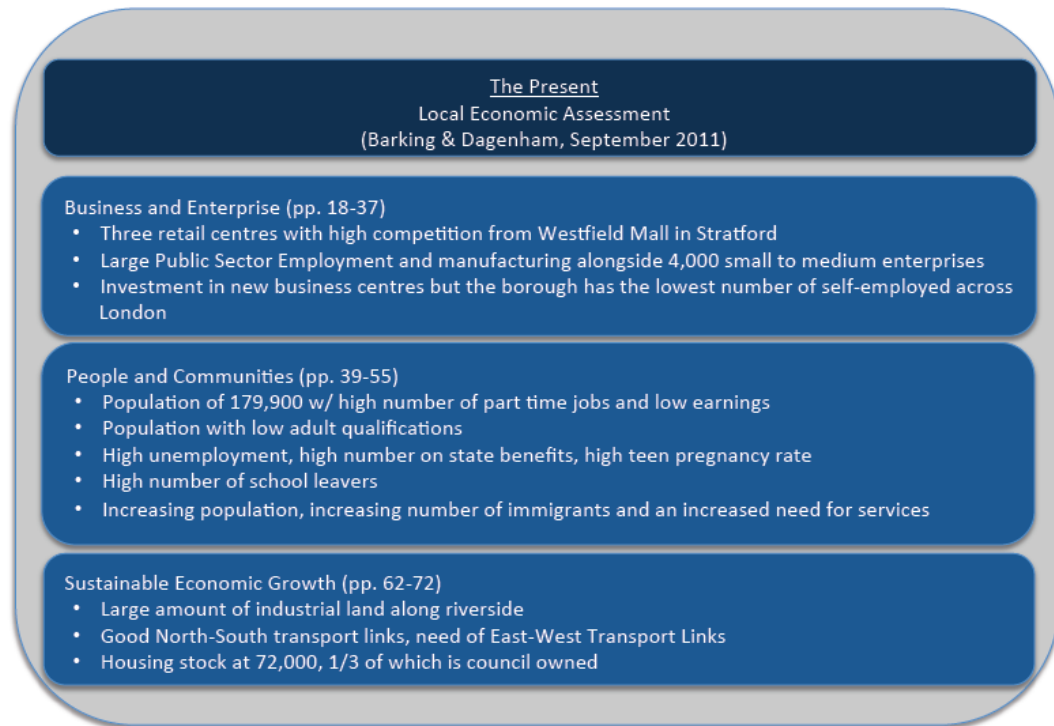 The Present
Local Economic Assessment
(Barking & Dagenham, September 2011)
Business and Enterprise (pp. 18-37)
• Three retail centres with high competition from Westfield Mall in Stratford
• Large Public Sector Employment and manufacturing alongside 4,000 small to medium enterprises
• Investment in new business centres but the borough has the lowest number of self-employed across
London
People and Communities (pp. 39-55)
• Population of 179,900 w/ high number of part time jobs and low earnings
• Population with low adult qualifications
• High unemployment, high number on state benefits, high teen pregnancy rate
• High number of school leavers
• Increasing population, increasing number of immigrants and an increased need for services
Sustainable Economic Growth (pp. 62-72)
• Large amount of industrial land along riverside
• Good North-South transport links, need of East-West Transport Links
• Housing stock at 72,000, 1/3 of which is council owned